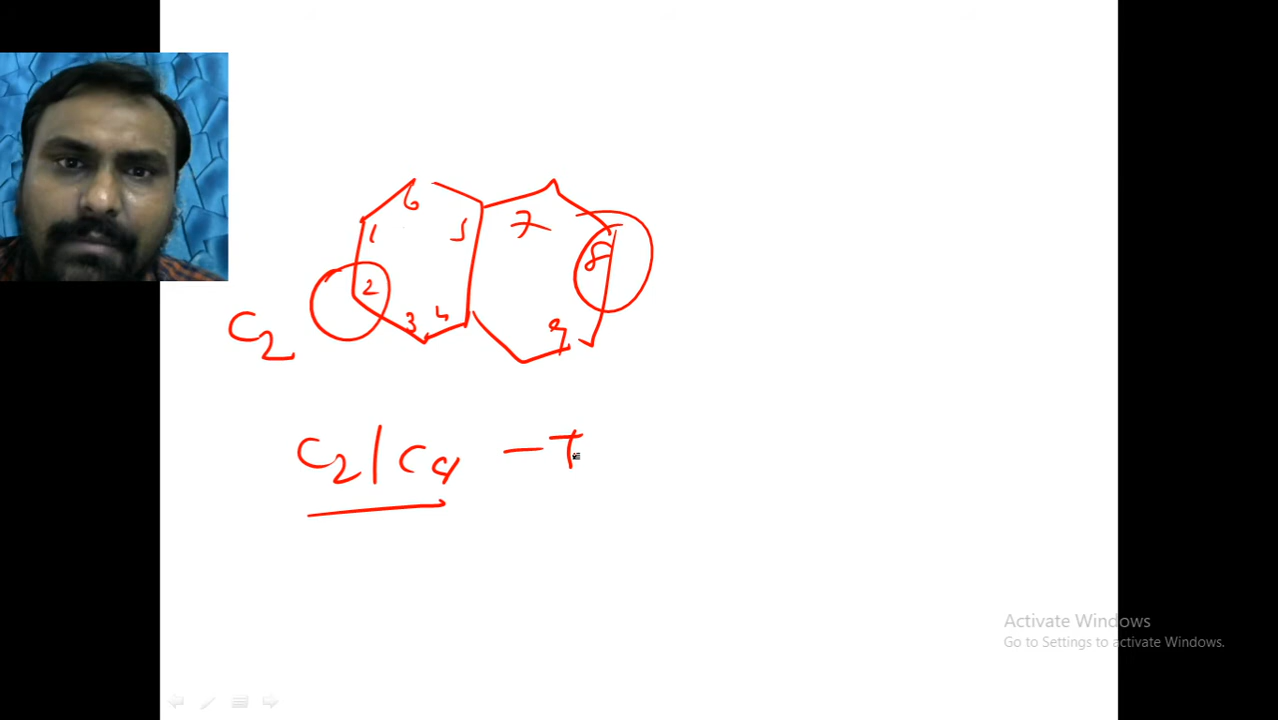 6
1 5 7
2 8
3 4 9
C2
C2 | C4 - T
Activate Windows
Go to Settings to activate Windows.